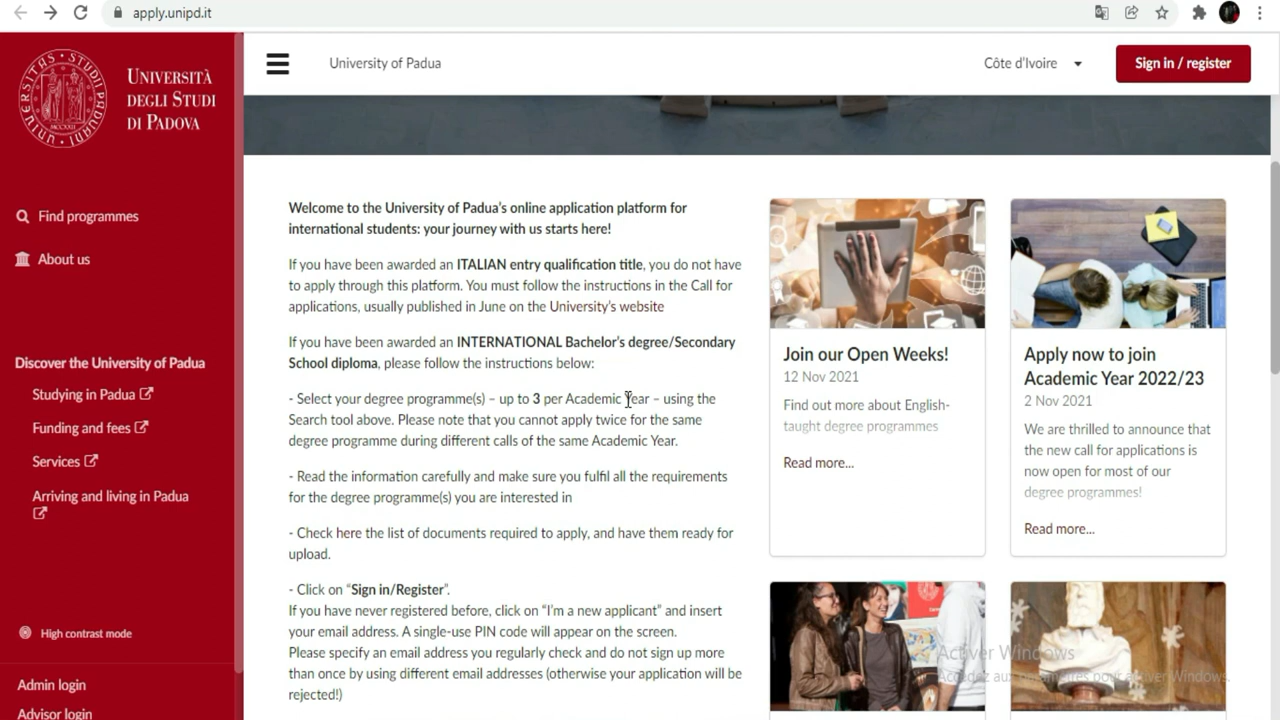 apply.unipd.it
UNIVERSITÀ
DEGLI STUDI
DI PADOVA
UNIVERSITAS STUDII PADUANI
MCCXXII
Find programmes
About us
Discover the University of Padua
Studying in Padua
Funding and fees
Services
Arriving and living in Padua
High contrast mode
Admin login
Advisor login
University of Padua
Côte d’Ivoire
Sign in / register
Welcome to the University of Padua’s online application platform for
international students: your journey with us starts here!
If you have been awarded an ITALIAN entry qualification title, you do not have
to apply through this platform. You must follow the instructions in the Call for
applications, usually published in June on the University’s website
If you have been awarded an INTERNATIONAL Bachelor’s degree/Secondary
School diploma, please follow the instructions below:
- Select your degree programme(s) – up to 3 per Academic Year – using the
Search tool above. Please note that you cannot apply twice for the same
degree programme during different calls of the same Academic Year.
- Read the information carefully and make sure you fulfil all the requirements
for the degree programme(s) you are interested in
- Check here the list of documents required to apply, and have them ready for
upload.
- Click on “Sign in/Register”.
If you have never registered before, click on “I’m a new applicant” and insert
your email address. A single-use PIN code will appear on the screen.
Please specify an email address you regularly check and do not sign up more
than once by using different email addresses (otherwise your application will be
rejected!)
Join our Open Weeks!
12 Nov 2021
Find out more about English-
taught degree programmes
Read more...
Apply now to join
Academic Year 2022/23
2 Nov 2021
We are thrilled to announce that
the new call for applications is
now open for most of our
degree programmes!
Read more...
Activer Windows
Accédez aux paramètres pour activer Windows.